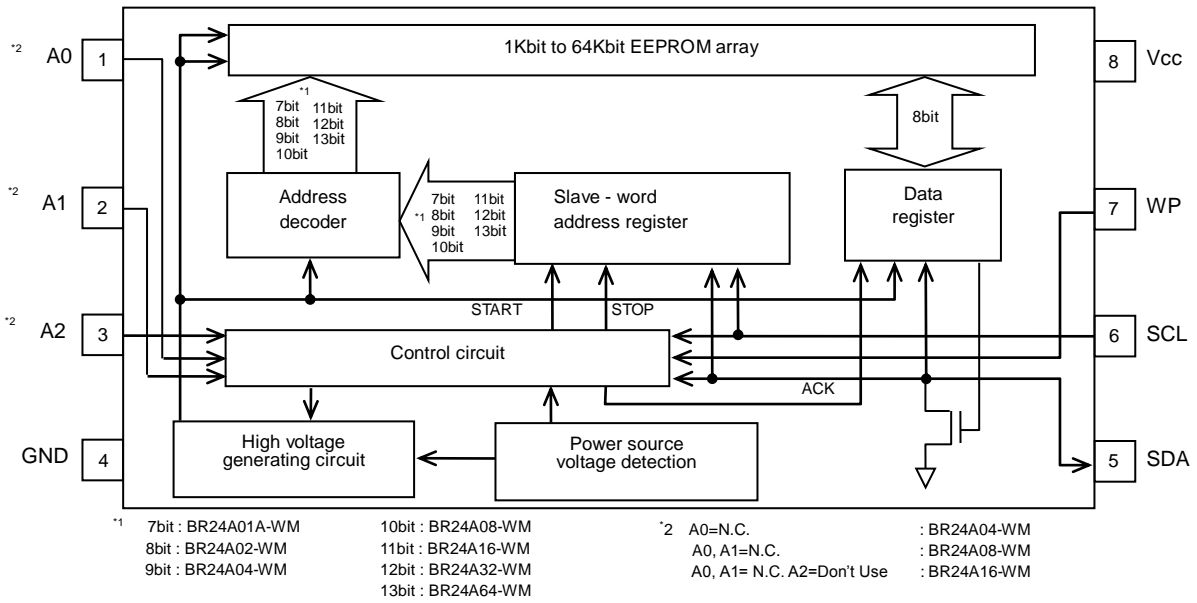 1Kbit to 64Kbit EEPROM array
*2 A0 1
8 Vcc
*1
7bit 11bit
8bit 12bit
9bit 13bit
10bit
8bit
*2 A1 2
Address
decoder
*1
7bit 11bit
8bit 12bit
9bit 13bit
10bit
Slave - word
address register
Data
register
7 WP
START STOP
*2 A2 3
Control circuit
6 SCL
ACK
GND 4
High voltage
generating circuit
Power source
voltage detection
5 SDA
*1 7bit : BR24A01A-WM
8bit : BR24A02-WM
9bit : BR24A04-WM
10bit : BR24A08-WM
11bit : BR24A16-WM
12bit : BR24A32-WM
13bit : BR24A64-WM
*2 A0=N.C. : BR24A04-WM
A0, A1=N.C. : BR24A08-WM
A0, A1= N.C. A2=Don't Use : BR24A16-WM